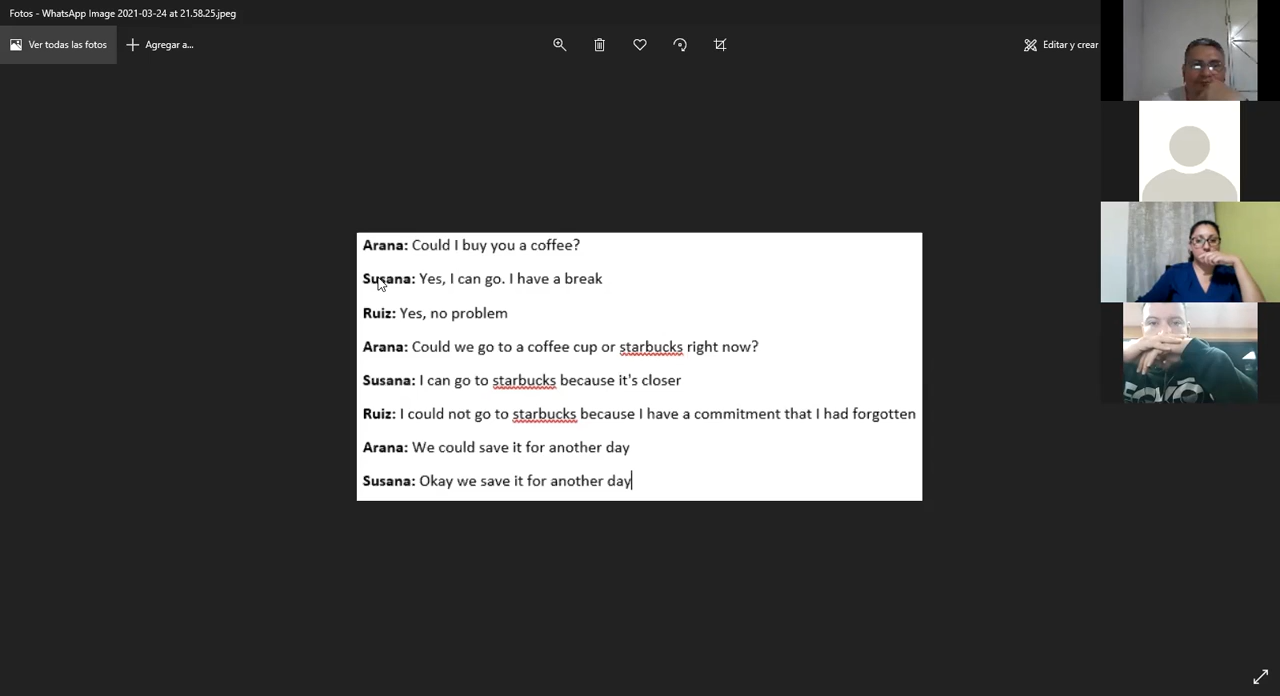 Fotos - WhatsApp Image 2021-03-24 at 21.58.25.jpeg
Ver todas las fotos
Agregar a...
Editar y crear
Arana: Could I buy you a coffee?
Susana: Yes, I can go. I have a break
Ruiz: Yes, no problem
Arana: Could we go to a coffee cup or starbucks right now?
Susana: I can go to starbucks because it's closer
Ruiz: I could not go to starbucks because I have a commitment that I had forgotten
Arana: We could save it for another day
Susana: Okay we save it for another day